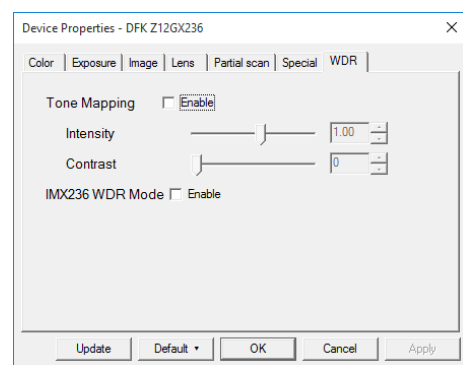 Device Properties - DFK Z12GX236
Color Exposure Image Lens Partial scan Special WDR
Tone Mapping Enable
Intensity 1.00
Contrast 0
IMX236 WDR Mode Enable
Update Default OK Cancel Apply